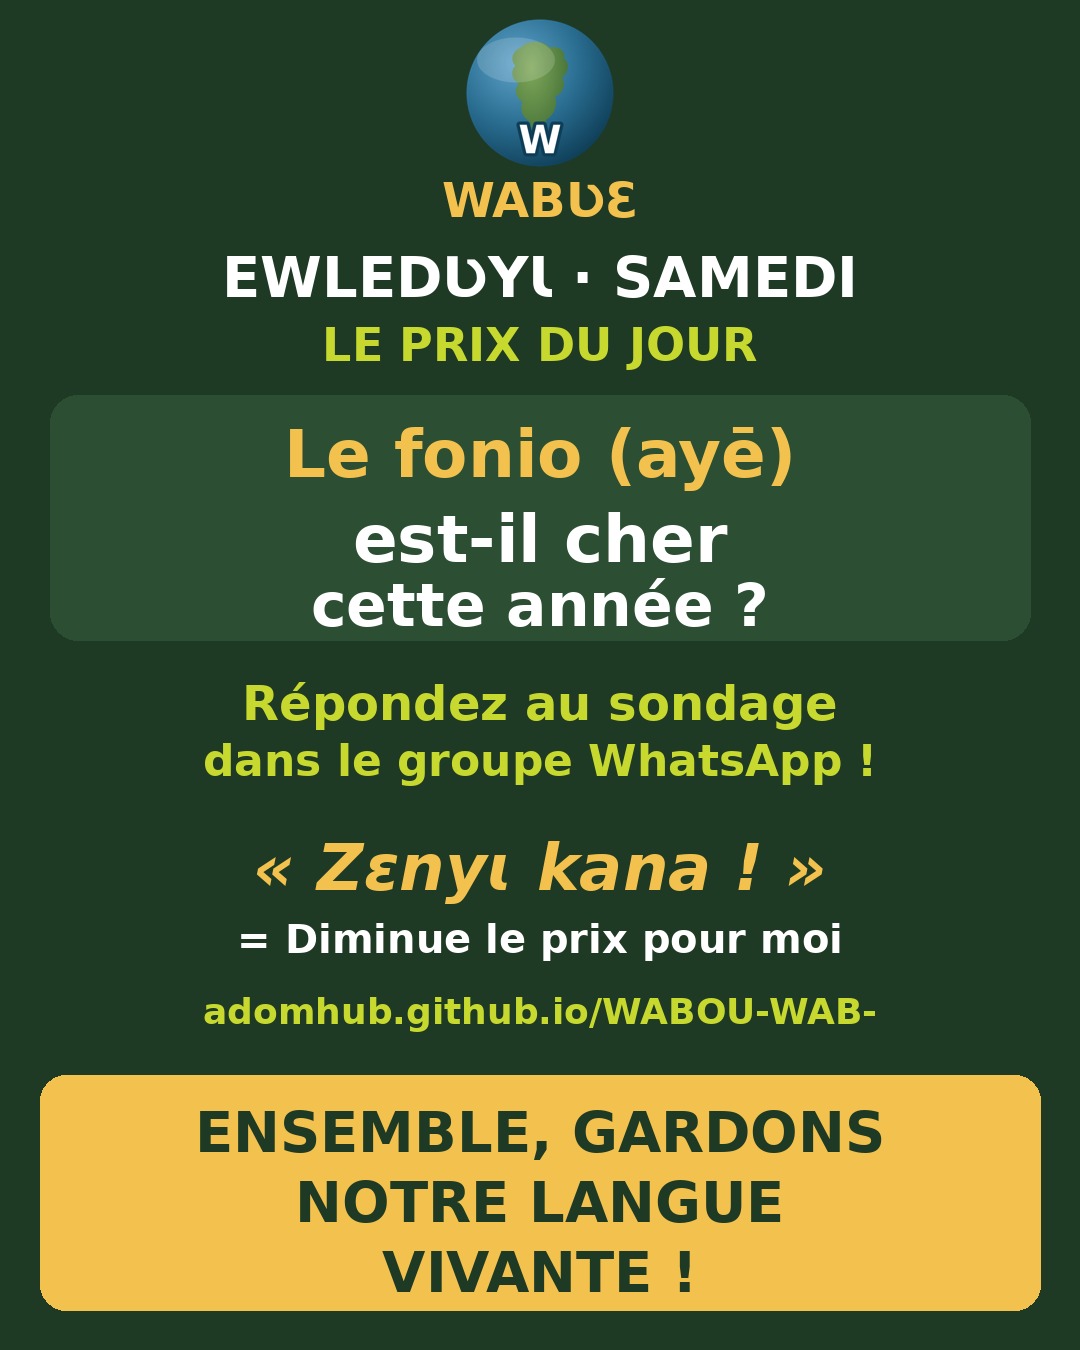 W
WABƱƐ
EWLEDƱYƖ · SAMEDI
LE PRIX DU JOUR
Le fonio (ayē)
est-il cher
cette année ?
Répondez au sondage
dans le groupe WhatsApp !
« Zɛnyɩ kana ! »
= Diminue le prix pour moi
adomhub.github.io/WABOU-WAB-
ENSEMBLE, GARDONS
NOTRE LANGUE
VIVANTE !